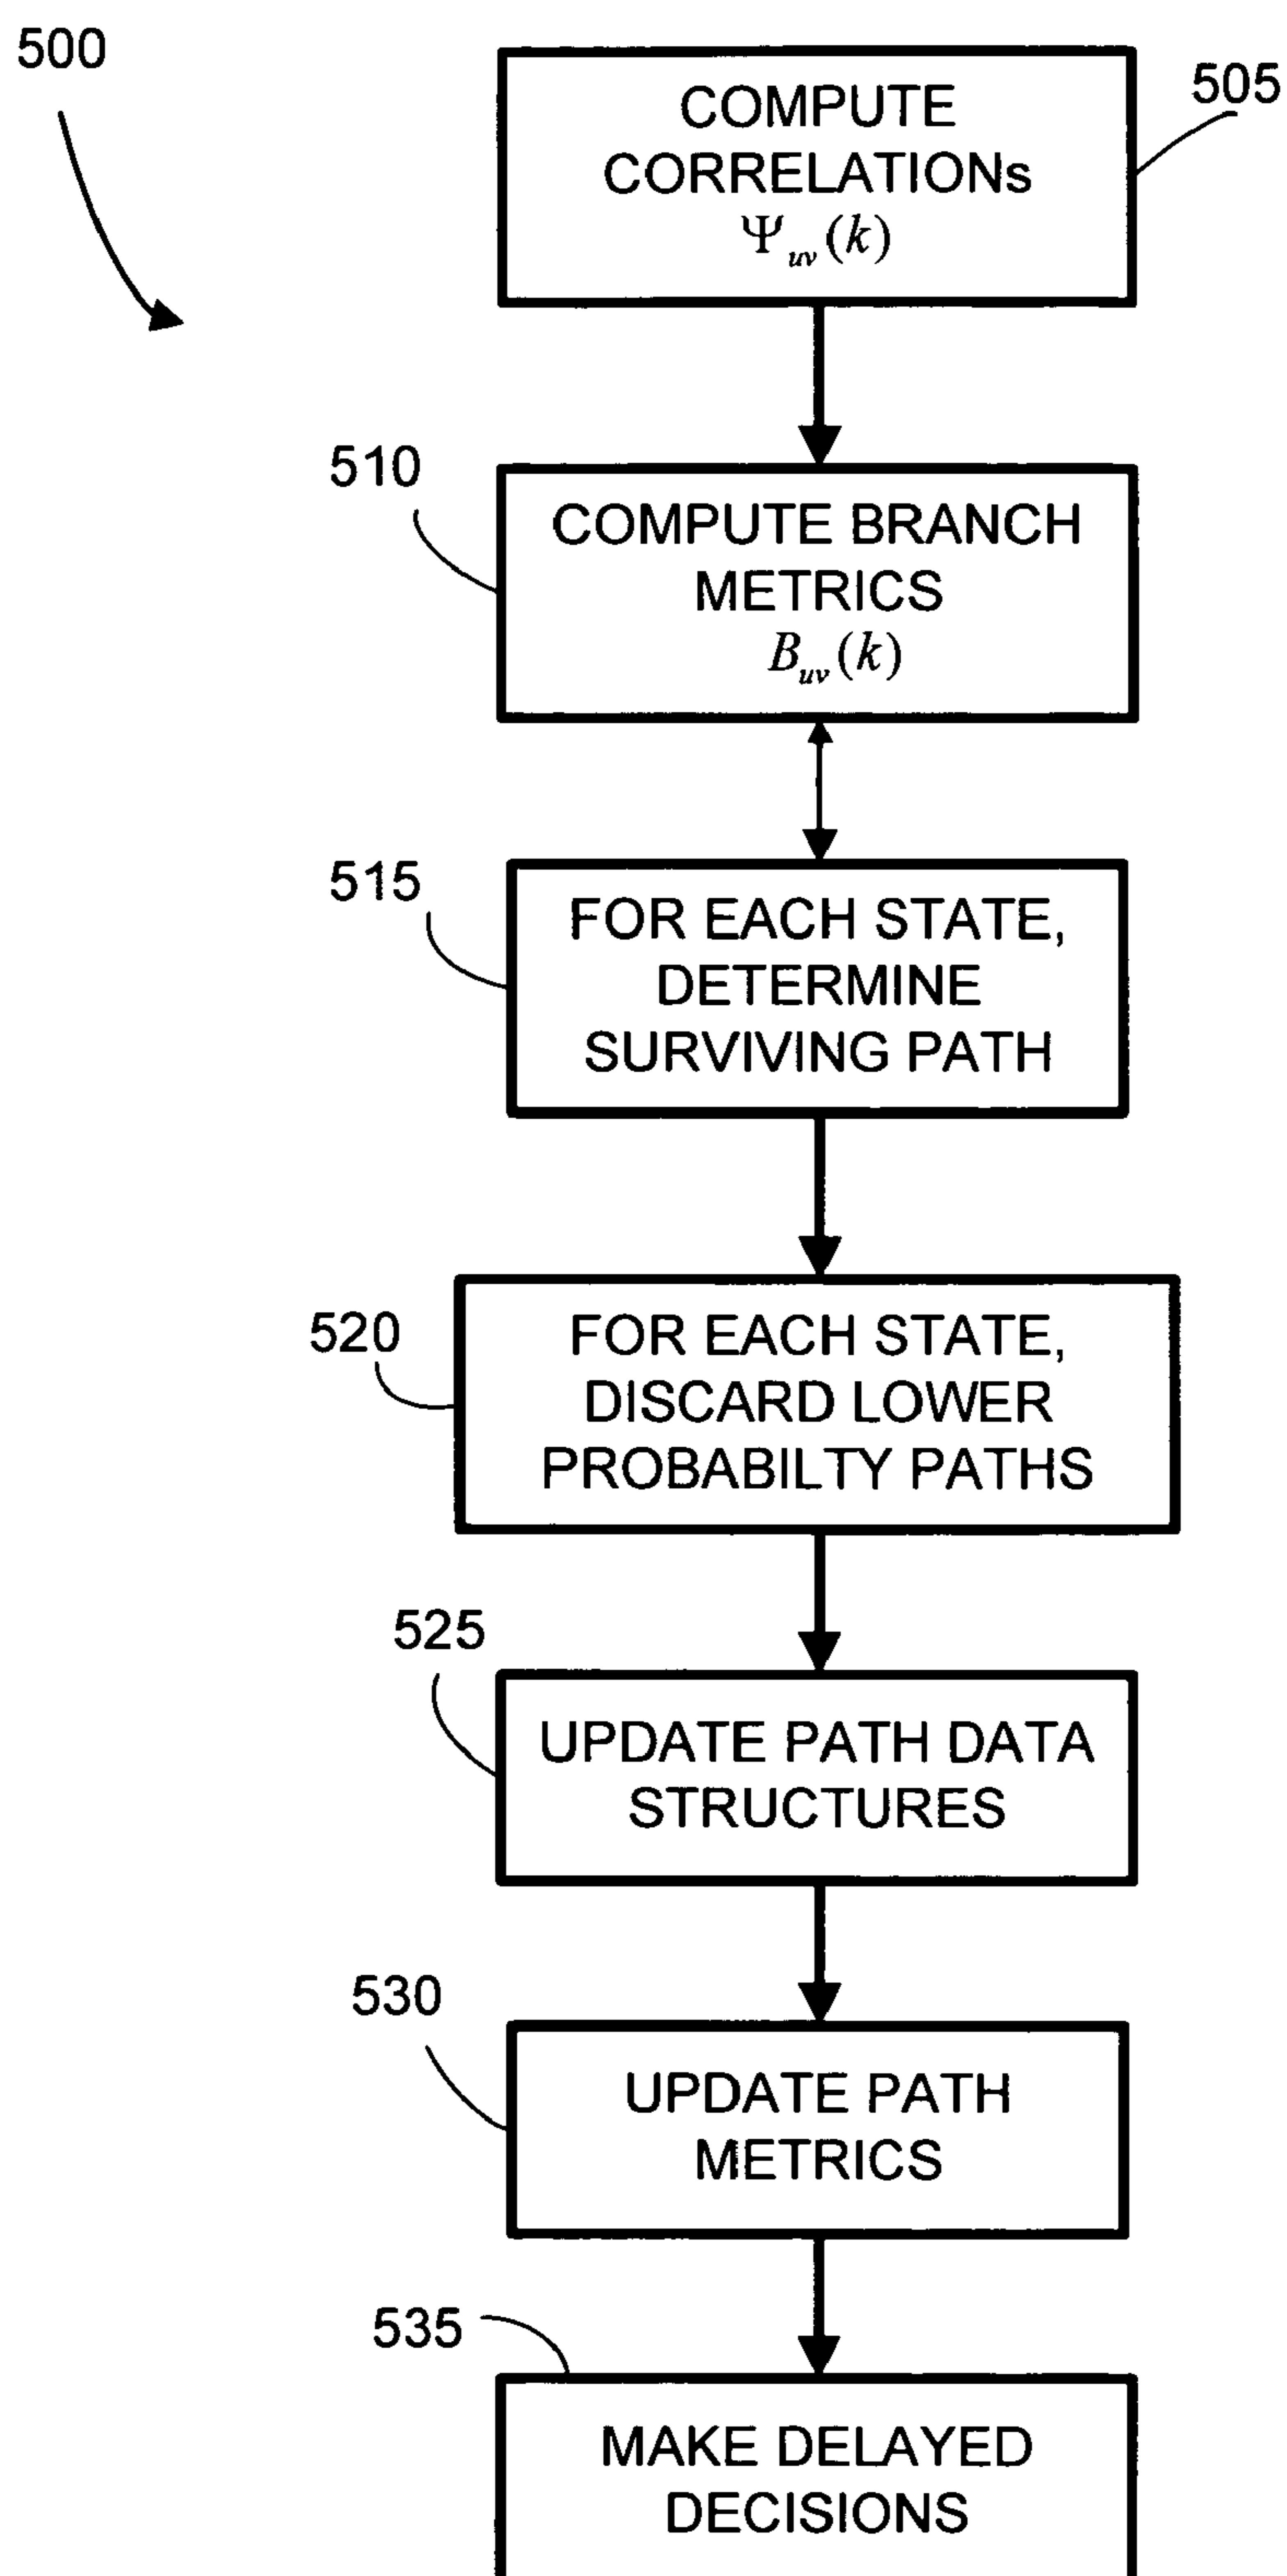 500
505
COMPUTE
CORRELATIONs
Ψuv(k)
510
COMPUTE BRANCH
METRICS
Buv(k)
515
FOR EACH STATE,
DETERMINE
SURVIVING PATH
520
FOR EACH STATE,
DISCARD LOWER
PROBABILTY PATHS
525
UPDATE PATH DATA
STRUCTURES
530
UPDATE PATH
METRICS
535
MAKE DELAYED
DECISIONS